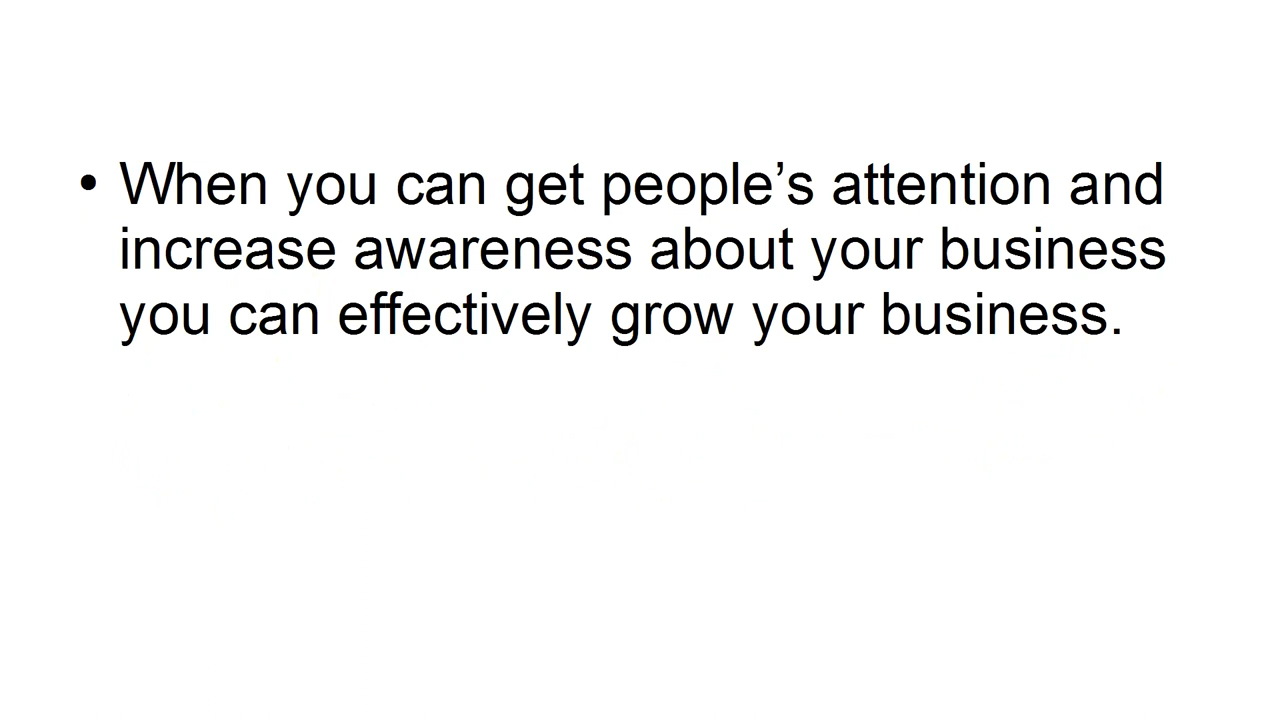 • When you can get people’s attention and
increase awareness about your business
you can effectively grow your business.